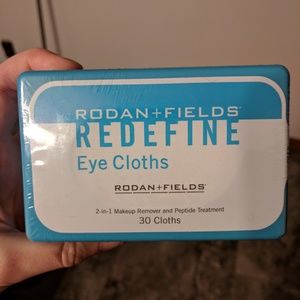 RODAN+FIELDS®
REDEFINE
Eye Cloths
RODAN+FIELDS®
2-in-1 Makeup Remover and Peptide Treatment
30 Cloths